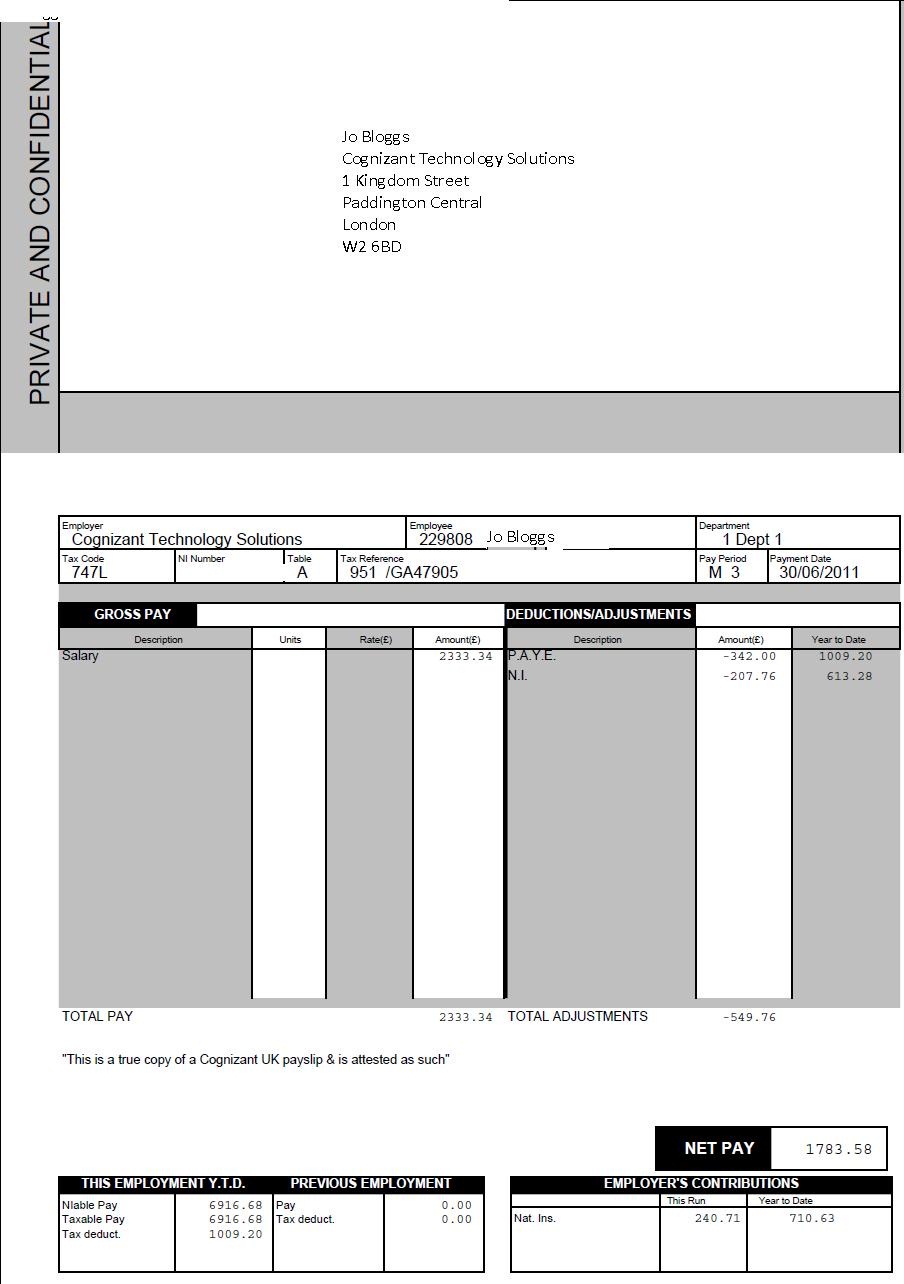 PRIVATE AND CONFIDENTIAL
Jo Bloggs
Cognizant Technology Solutions
1 Kingdom Street
Paddington Central
London
W2 6BD
Employer Employee Department
Cognizant Technology Solutions 229808 Jo Bloggs 1 Dept 1
Tax Code NI Number Table Tax Reference Pay Period Payment Date
747L A 951 /GA47905 M 3 30/06/2011
GROSS PAY DEDUCTIONS/ADJUSTMENTS
Description Units Rate(£) Amount(£) Description Amount(£) Year to Date
Salary 2333.34 P.A.Y.E. -342.00 1009.20
N.I. -207.76 613.28
TOTAL PAY 2333.34 TOTAL ADJUSTMENTS -549.76
"This is a true copy of a Cognizant UK payslip & is attested as such"
NET PAY 1783.58
THIS EMPLOYMENT Y.T.D. PREVIOUS EMPLOYMENT EMPLOYER'S CONTRIBUTIONS
This Run Year to Date
NIable Pay 6916.68 Pay 0.00
Taxable Pay 6916.68 Tax deduct. 0.00 Nat. Ins. 240.71 710.63
Tax deduct. 1009.20